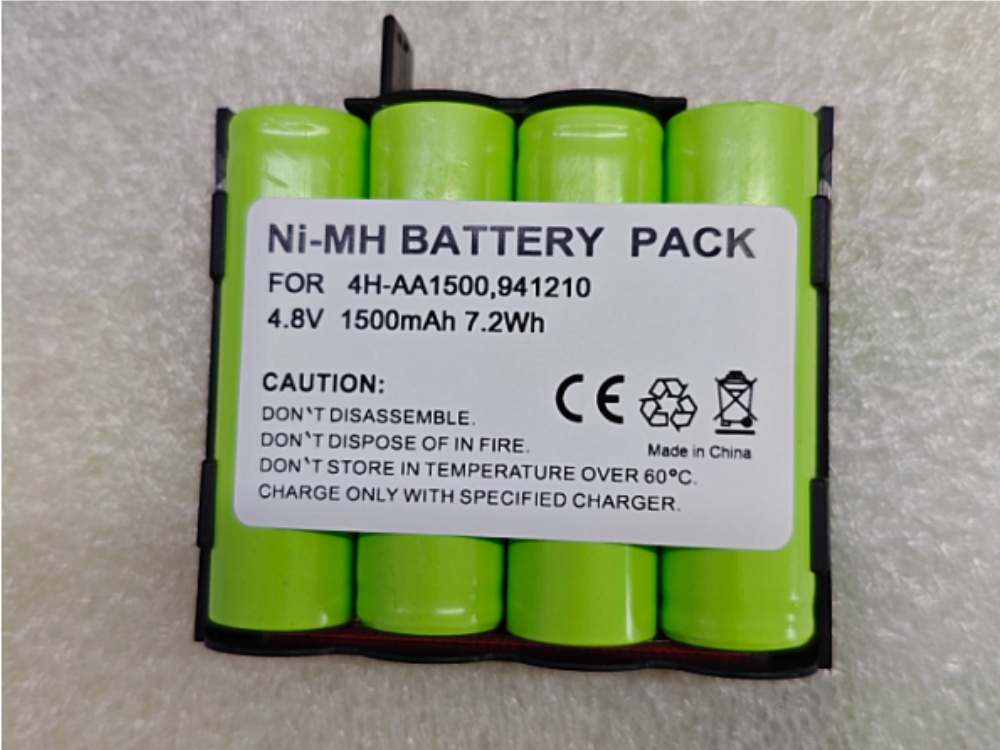 Ni-MH BATTERY PACK
FOR 4H-AA1500,941210
4.8V 1500mAh 7.2Wh
CAUTION:
DON`T DISASSEMBLE.
DON`T DISPOSE OF IN FIRE.
DON`T STORE IN TEMPERATURE OVER 60°C.
CHARGE ONLY WITH SPECIFIED CHARGER.
CE
Made in China